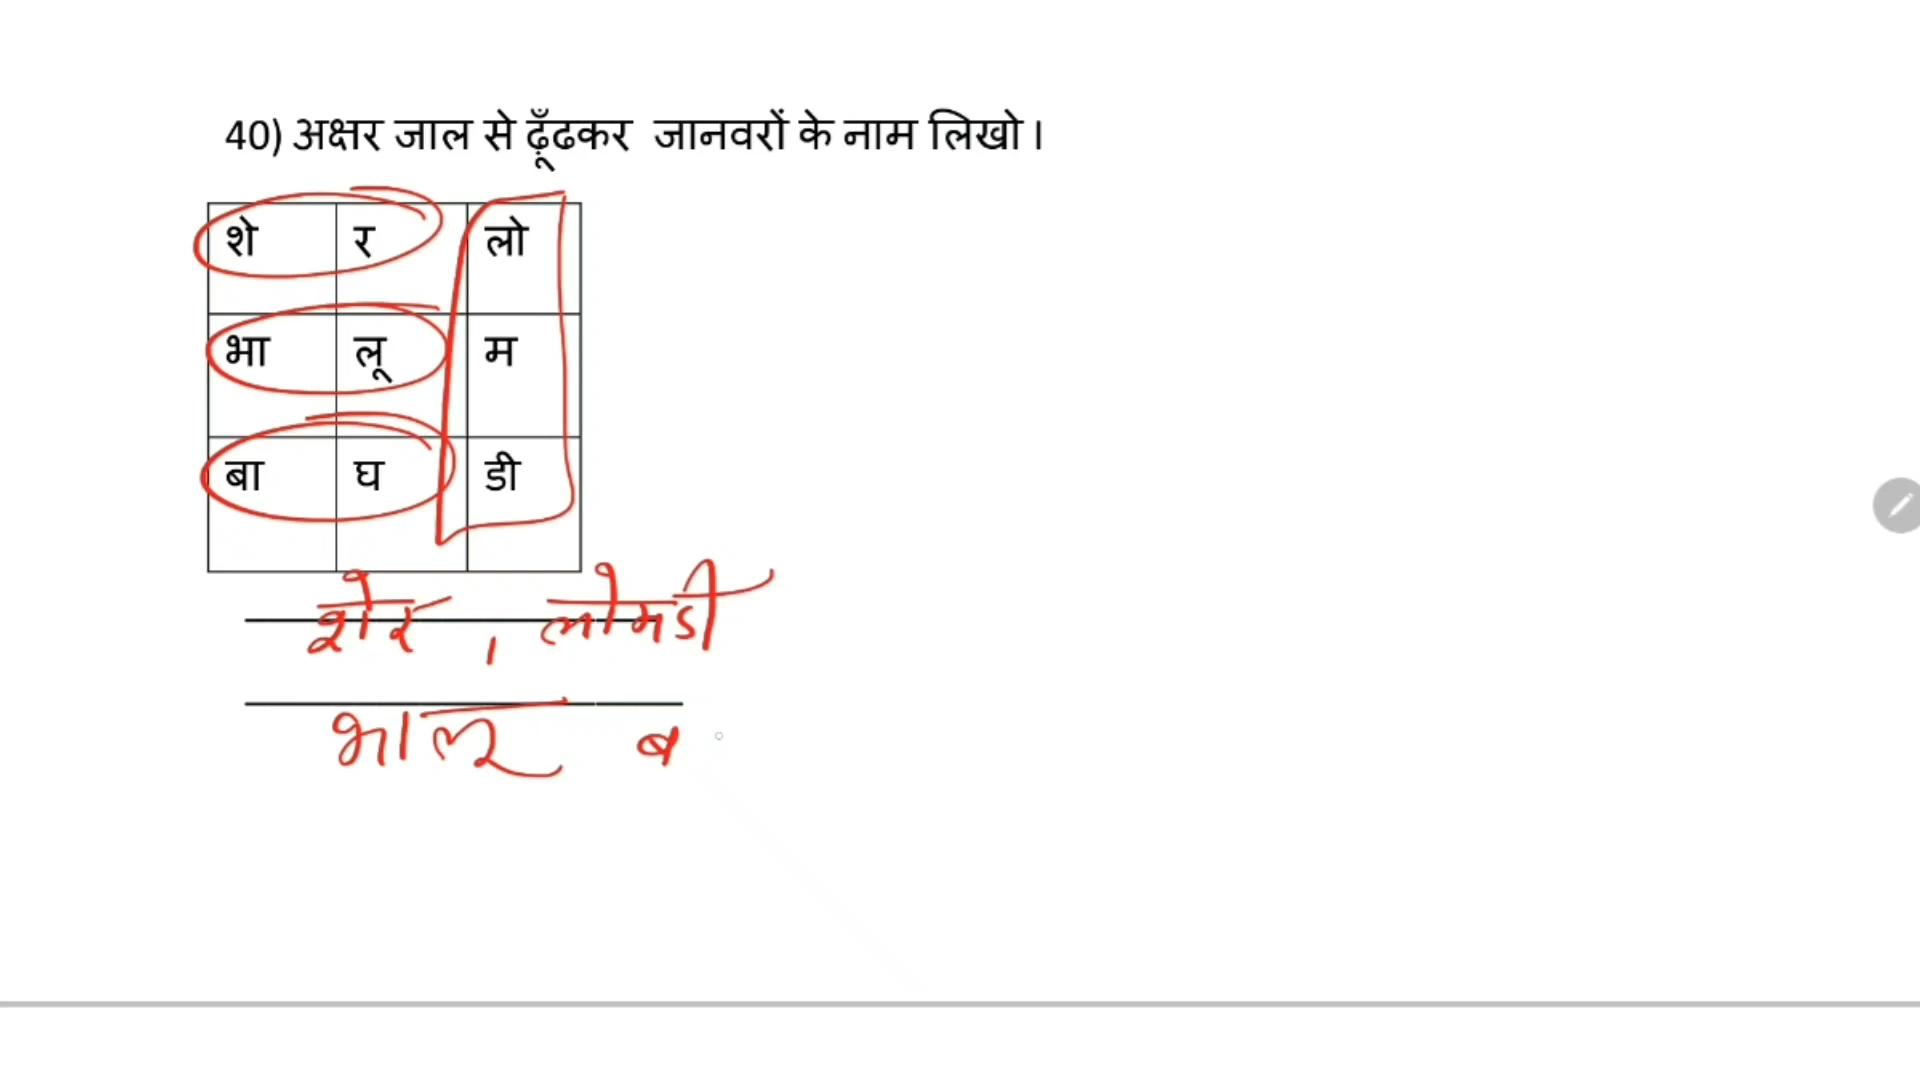 40) अक्षर जाल से ढ़ूँढकर जानवरों के नाम लिखो ।
शे र लो
भा लू म
बा घ डी
शेर , लोमडी
भालू ब